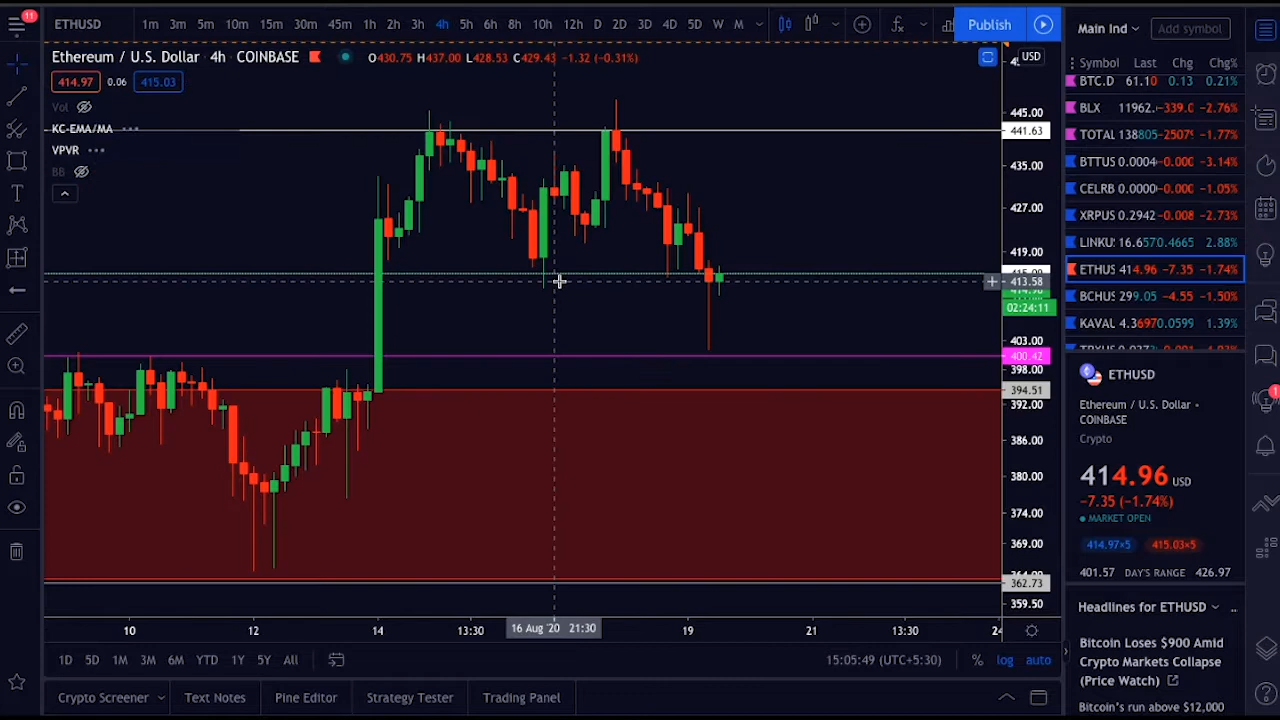 11
ETHUSD 1m 3m 5m 10m 15m 30m 45m 1h 2h 3h 4h 5h 6h 8h 10h 12h D 2D 3D 4D 5D W M Publish
Ethereum / U.S. Dollar · 4h COINBASE O430.75 H437.00 L428.53 C429.43 -1.32 (-0.31%)
414.97 0.06 415.03
Vol
KC-EMA/MA
VPVR
BB
USD
445.00
441.63
435.00
427.00
419.00
413.58
02:24:11
403.00
400.42
398.00
394.51
392.00
386.00
380.00
374.00
369.00
362.73
359.50
10 12 14 13:30 16 Aug '20 21:30 19 21 13:30 24
1D 5D 1M 3M 6M YTD 1Y 5Y All 15:05:49 (UTC+5:30) % log auto
Crypto Screener Text Notes Pine Editor Strategy Tester Trading Panel
Main Ind Add symbol
Symbol Last Chg Chg%
BTC.D 61.10 0.13 0.21%
BLX 11962. -339.0 -2.76%
TOTAL 138805 -2507 -1.77%
BTTUS 0.0004 -0.000 -3.14%
CELRB 0.0000 -0.000 -1.05%
XRPUS 0.2942 -0.008 -2.73%
LINKU 16.657 0.4665 2.88%
ETHUS 414.96 -7.35 -1.74%
BCHUS 299.05 -4.55 -1.50%
KAVAL 4.3697 0.0599 1.39%
ETHUSD
Ethereum / U.S. Dollar •
COINBASE
Crypto
414.96 USD
-7.35 (-1.74%)
MARKET OPEN
414.97×5 415.03×5
401.57 DAY'S RANGE 426.97
Headlines for ETHUSD
Bitcoin Loses $900 Amid
Crypto Markets Collapse
(Price Watch)
Bitcoin's run above $12,000
1